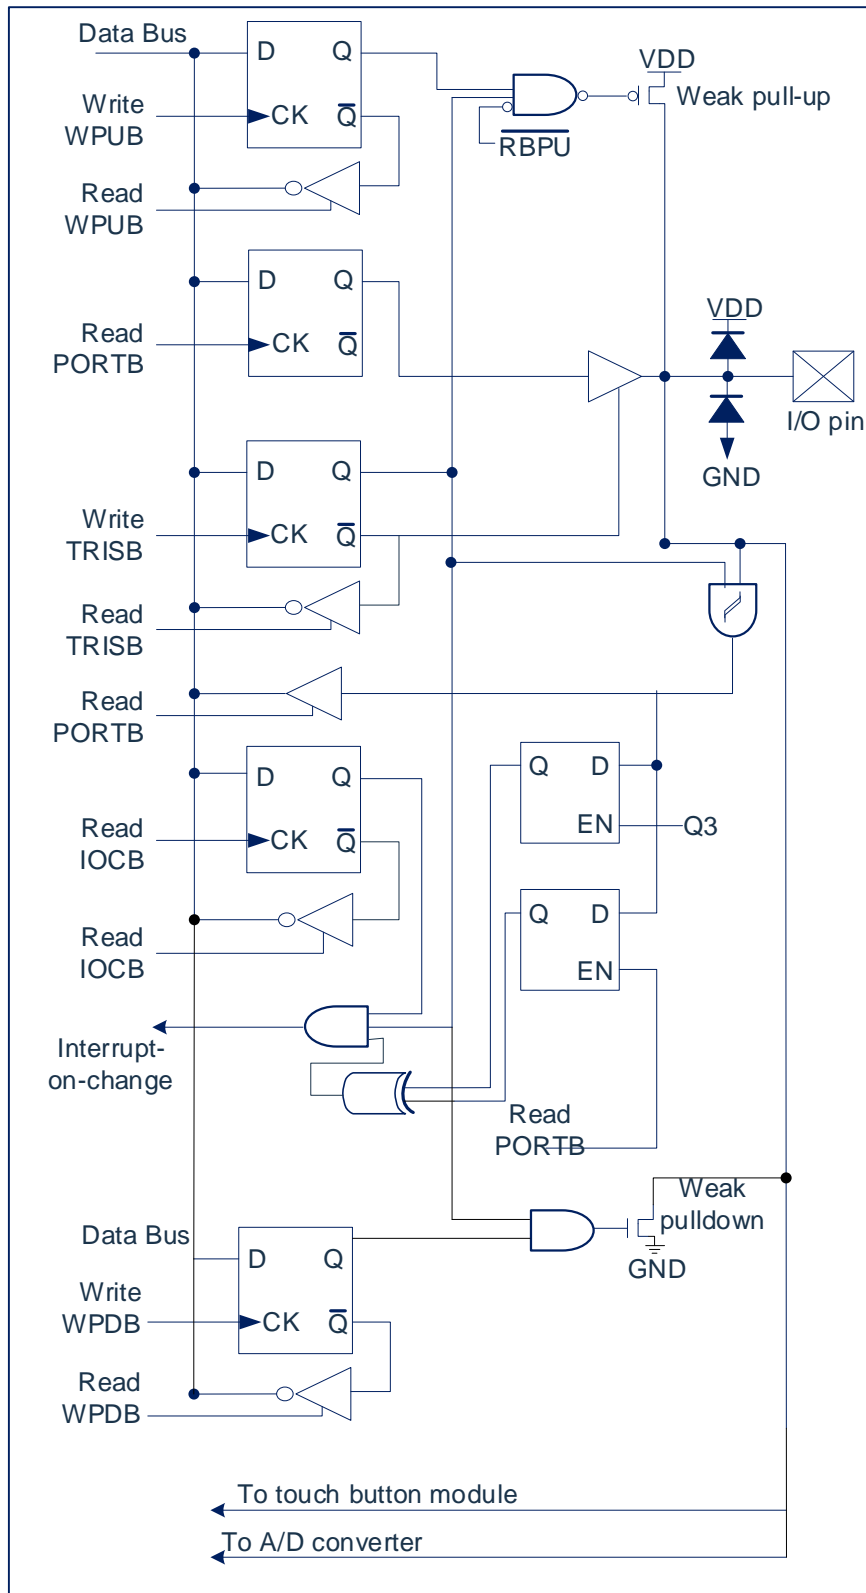 Data Bus
D Q
VDD
Write
WPUB
CK Q̅
Weak pull-up
R̅B̅P̅U̅
Read
WPUB
D Q
VDD
Read
PORTB
CK Q̅
I/O pin
D Q
GND
Write
TRISB
CK Q̅
Read
TRISB
Read
PORTB
D Q
Q D
Read
IOCB
CK Q̅
EN
Q3
Read
IOCB
Q D
EN
Interrupt-
on-change
Read
PORTB
Weak
pulldown
Data Bus
D Q
GND
Write
WPDB
CK Q̅
Read
WPDB
To touch button module
To A/D converter